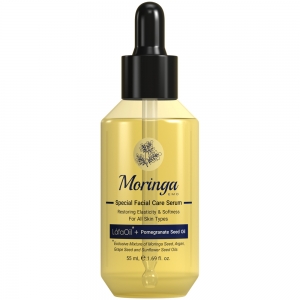 Moringa
Special Facial Care Serum
Restoring Elasticity & Softness
For All Skin Types
+ Pomegranate Seed Oil
Exclusive Mixture of Moringa Seed, Argan,
Grape Seed and Sunflower Seed Oils
50 ml ℮ 1.69 fl. oz.